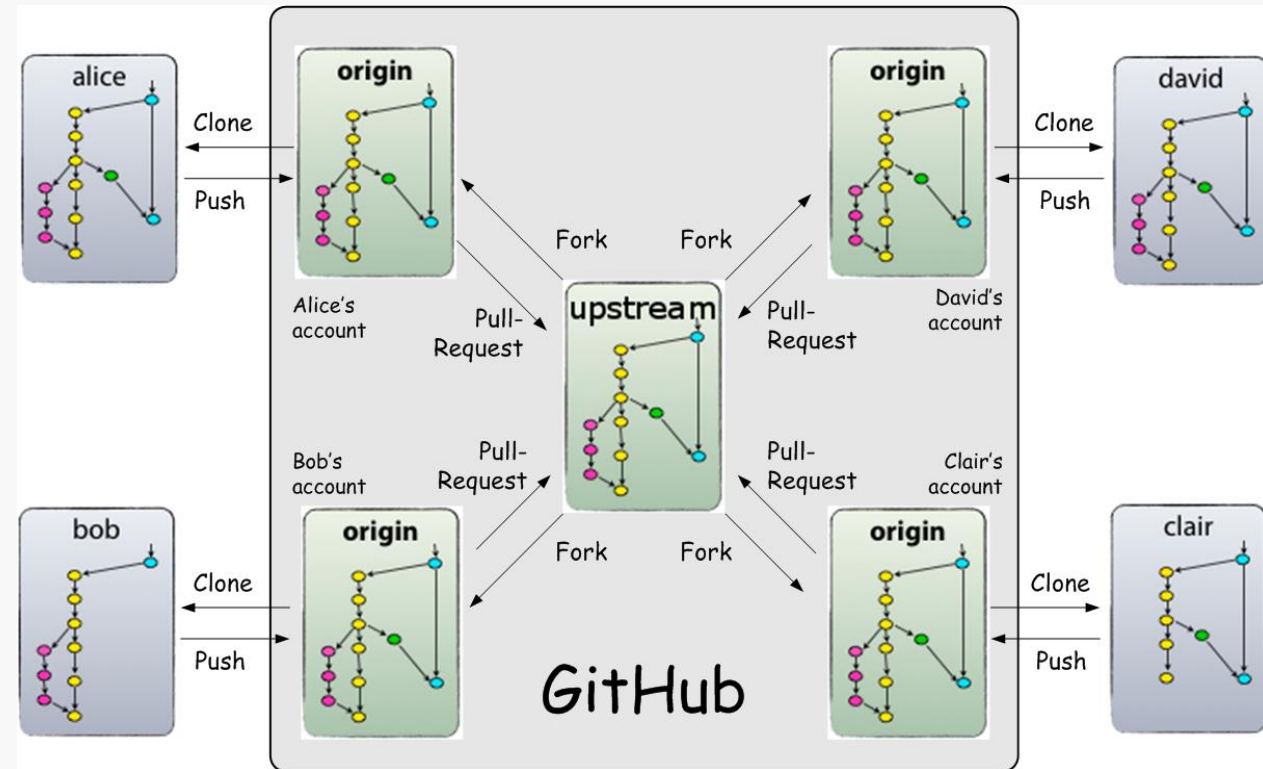 alice
origin
origin
david
Clone
Push
Clone
Push
Fork
Fork
Alice's
account
Pull-
Request
upstream
Pull-
Request
David's
account
Bob's
account
Pull-
Request
Pull-
Request
Clair's
account
bob
origin
Fork
Fork
origin
clair
Clone
Push
Clone
Push
GitHub